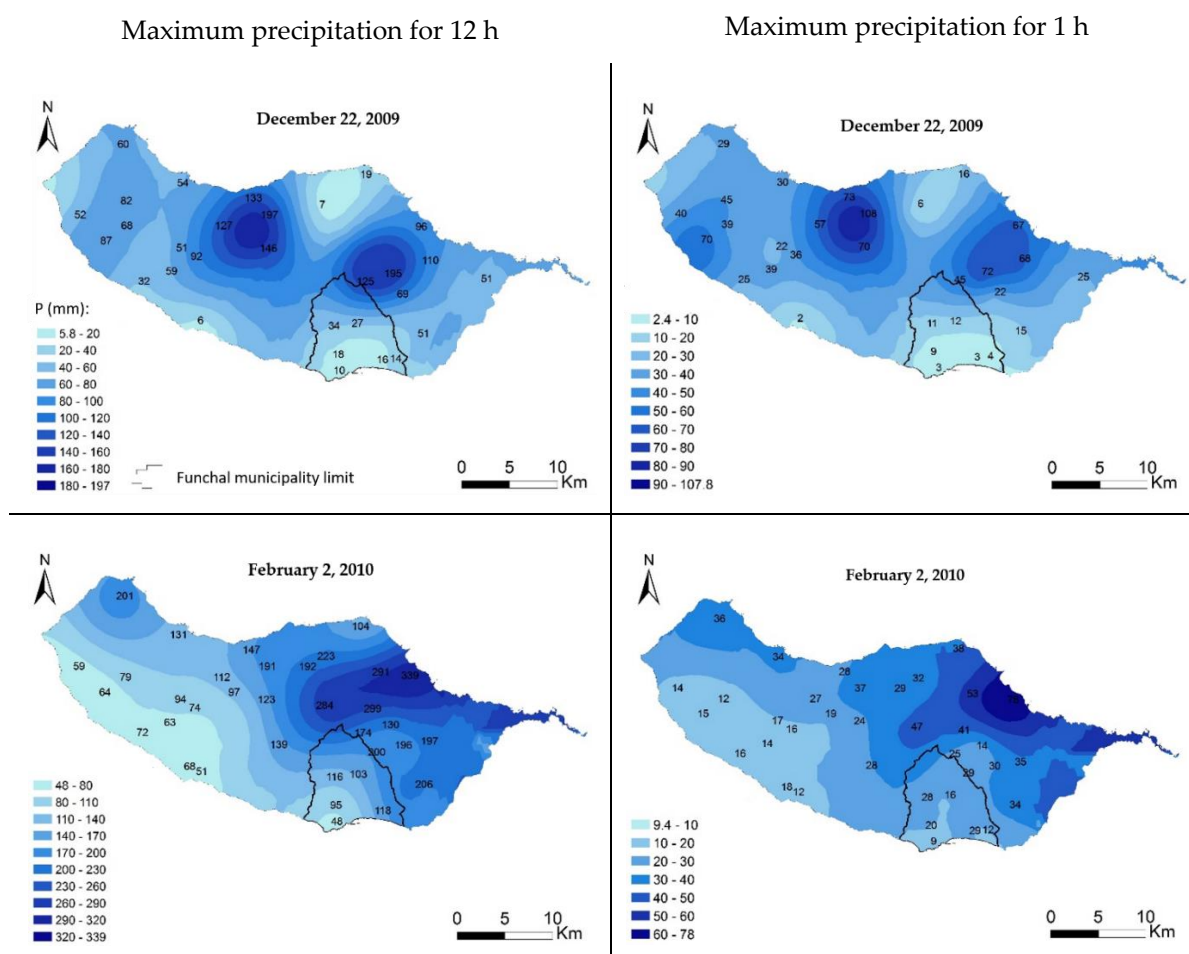 Maximum precipitation for 12 h
Maximum precipitation for 1 h
N
December 22, 2009
60
54
19
133
7
82
197
52
127
68
96
87
51
146
92
110
59
195
51
32
125
69
P (mm):
6
34
27
51
18
16
14
10
5.8 - 20
20 - 40
40 - 60
60 - 80
80 - 100
100 - 120
120 - 140
140 - 160
160 - 180
180 - 197
Funchal municipality limit
0 5 10
Km
N
December 22, 2009
29
30
16
73
6
45
108
40
57
39
67
70
22
70
36
68
39
72
25
25
45
22
2
11
12
15
9
3
4
3
2.4 - 10
10 - 20
20 - 30
30 - 40
40 - 50
50 - 60
60 - 70
70 - 80
80 - 90
90 - 107.8
0 5 10
Km
N
February 2, 2010
201
131
104
147
223
59
191
192
79
112
291
339
64
97
94
123
284
74
299
63
130
72
174
139
197
196
200
68
51
116
103
206
95
118
48
48 - 80
80 - 110
110 - 140
140 - 170
170 - 200
200 - 230
230 - 260
260 - 290
290 - 320
320 - 339
0 5 10
Km
N
February 2, 2010
36
34
38
28
32
14
37
29
12
27
53
15
19
17
24
47
16
41
14
14
16
25
28
35
30
29
18
12
28
16
34
20
29
12
9
9.4 - 10
10 - 20
20 - 30
30 - 40
40 - 50
50 - 60
60 - 78
0 5 10
Km